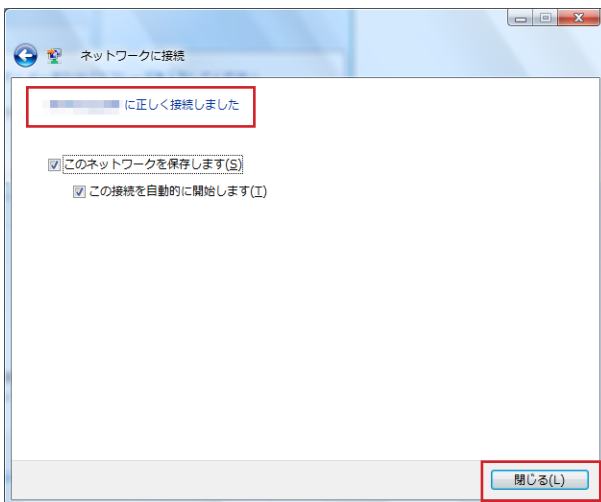 ネットワークに接続
に正しく接続しました
このネットワークを保存します(S)
この接続を自動的に開始します(T)
閉じる(L)